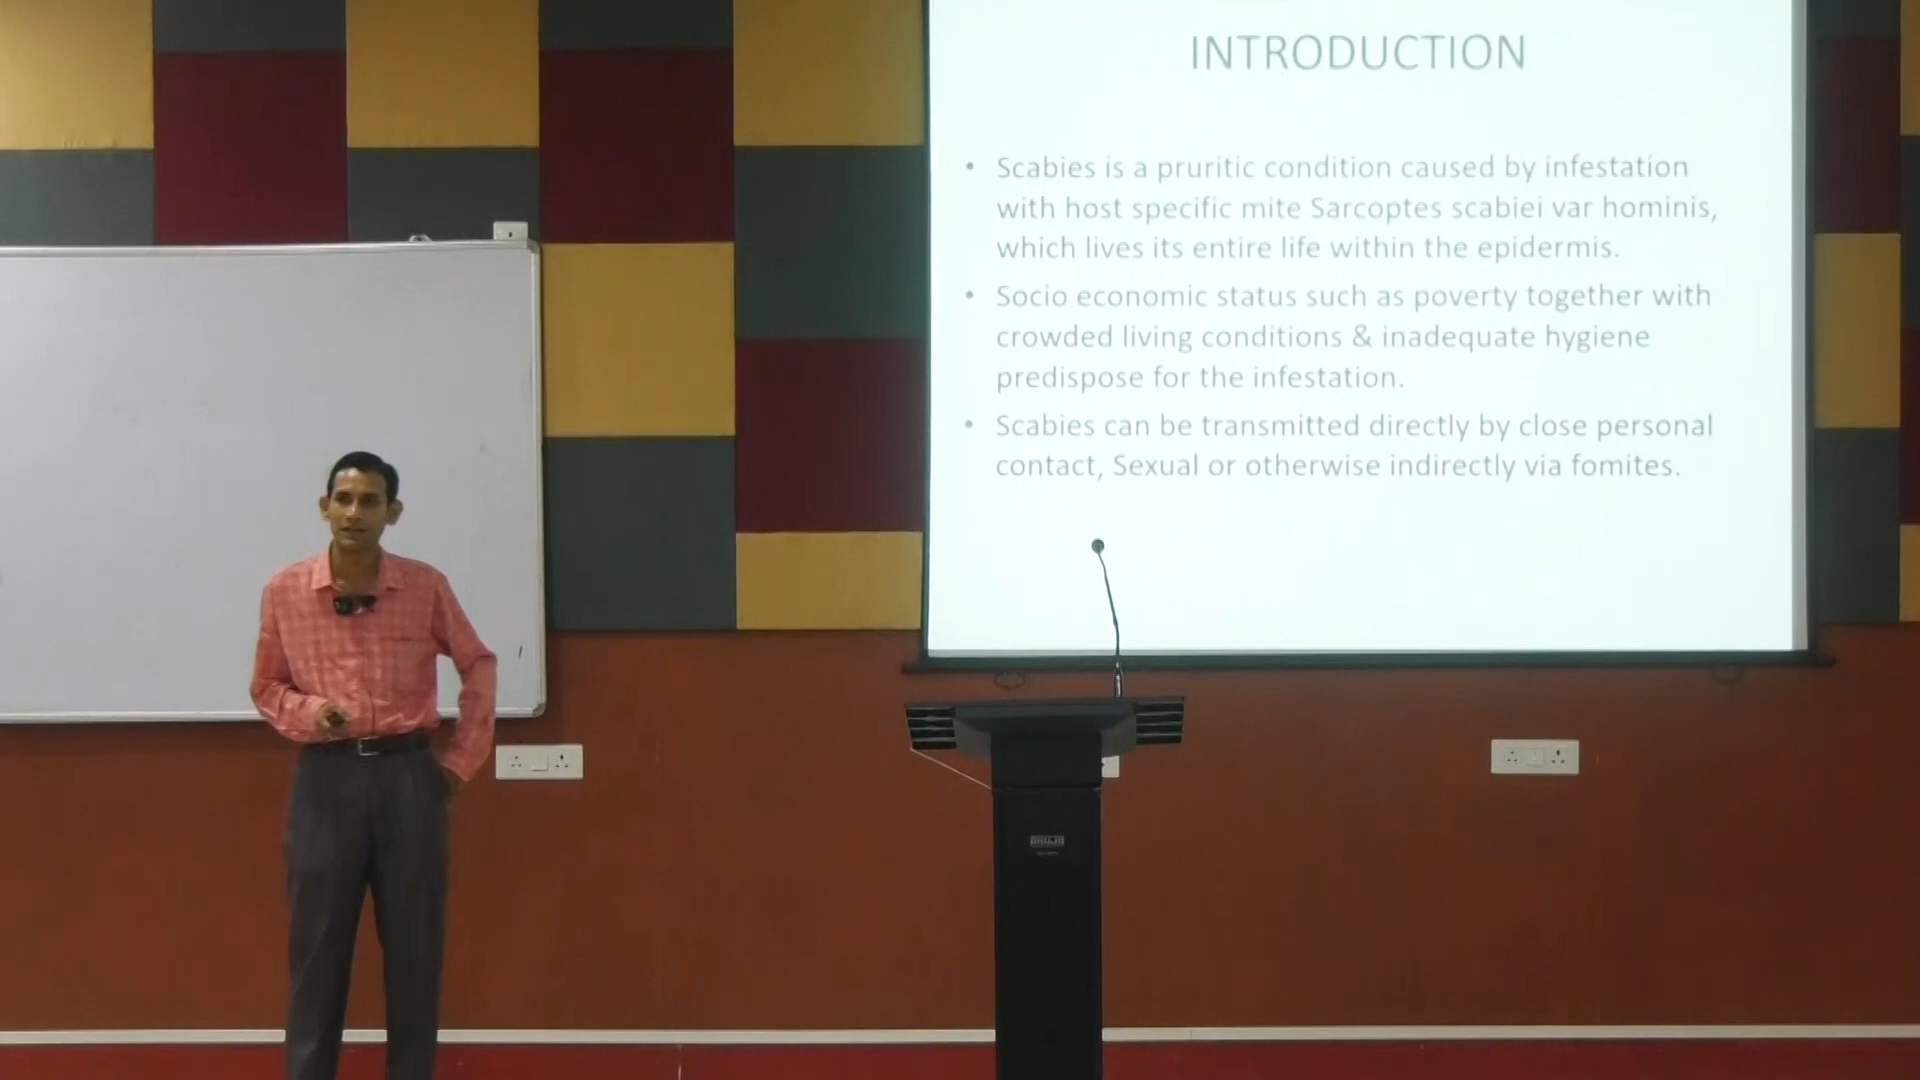 INTRODUCTION
• Scabies is a pruritic condition caused by infestation
with host specific mite Sarcoptes scabiei var hominis,
which lives its entire life within the epidermis.
• Socio economic status such as poverty together with
crowded living conditions & inadequate hygiene
predispose for the infestation.
• Scabies can be transmitted directly by close personal
contact, Sexual or otherwise indirectly via fomites.
AHUJA